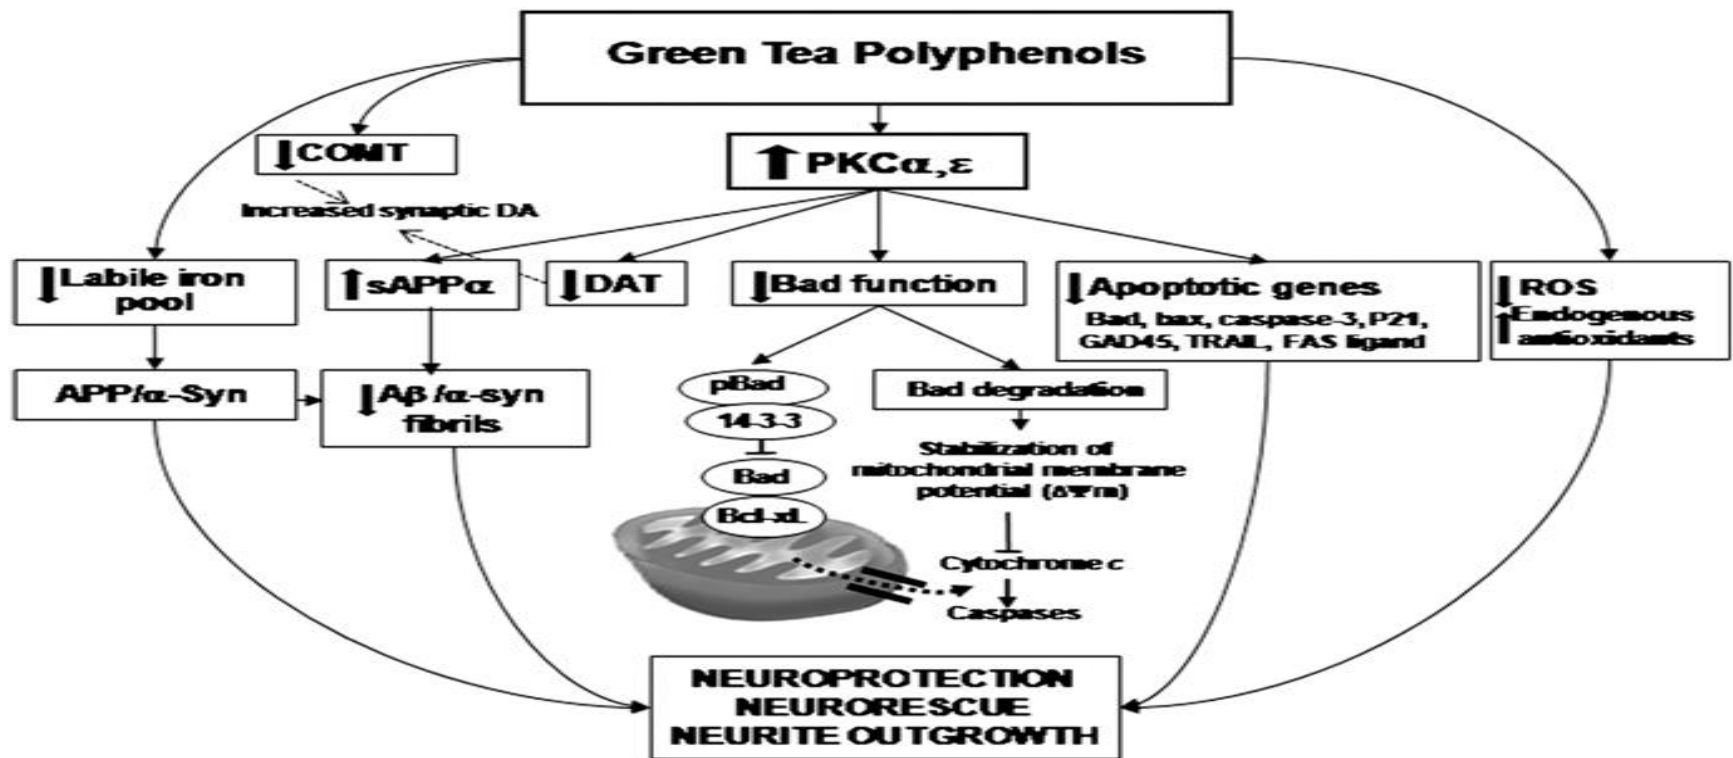 Green Tea Polyphenols
↓COMT
↑PKCα,ε
Increased synaptic DA
↓Labile iron
pool
↑sAPPα
↓DAT
↓Bad function
↓Apoptotic genes
Bad, bax, caspase-3, P21,
GAD45, TRAIL, FAS ligand
↓ROS
↑Endogenous
antioxidants
APP/α-Syn
↓Aβ/α-syn
fibrils
pBad
14-3-3
Bad
Bcl-xL
Bad degradation
Stabilization of
mitochondrial membrane
potential (ΔΨm)
Cytochrome c
Caspases
NEUROPROTECTION
NEURORESCUE
NEURITE OUTGROWTH